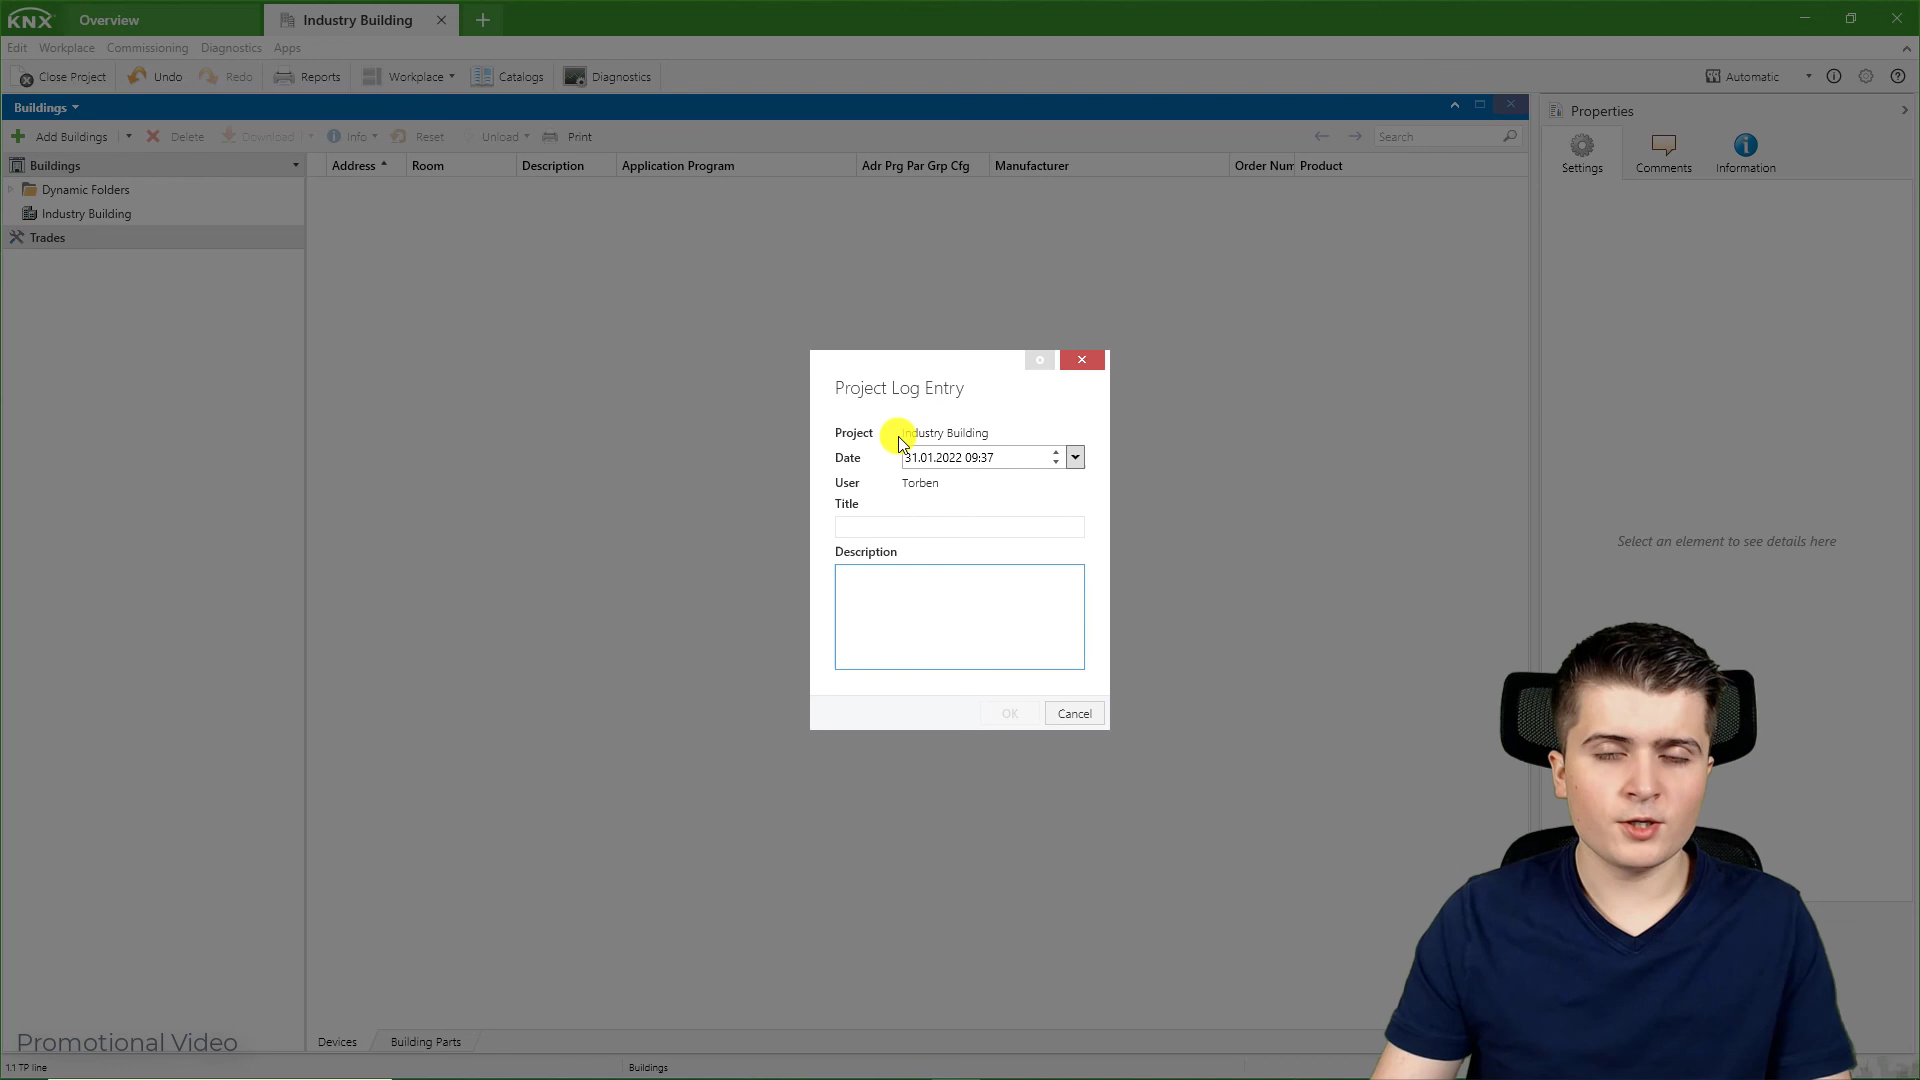 KNX Overview Industry Building
Edit Workplace Commissioning Diagnostics Apps
Close Project Undo Redo Reports Workplace Catalogs Diagnostics Automatic
Buildings
Properties
Add Buildings Delete Download Info Reset Unload Print Search
Settings Comments Information
Buildings Address Room Description Application Program Adr Prg Par Grp Cfg Manufacturer Order Num Product
Dynamic Folders
Industry Building
Trades
Project Log Entry
Project Industry Building
Date 31.01.2022 09:37
User Torben
Title
Description
Select an element to see details here
OK Cancel
Promotional Video
Devices Building Parts
1.1 TP line Buildings